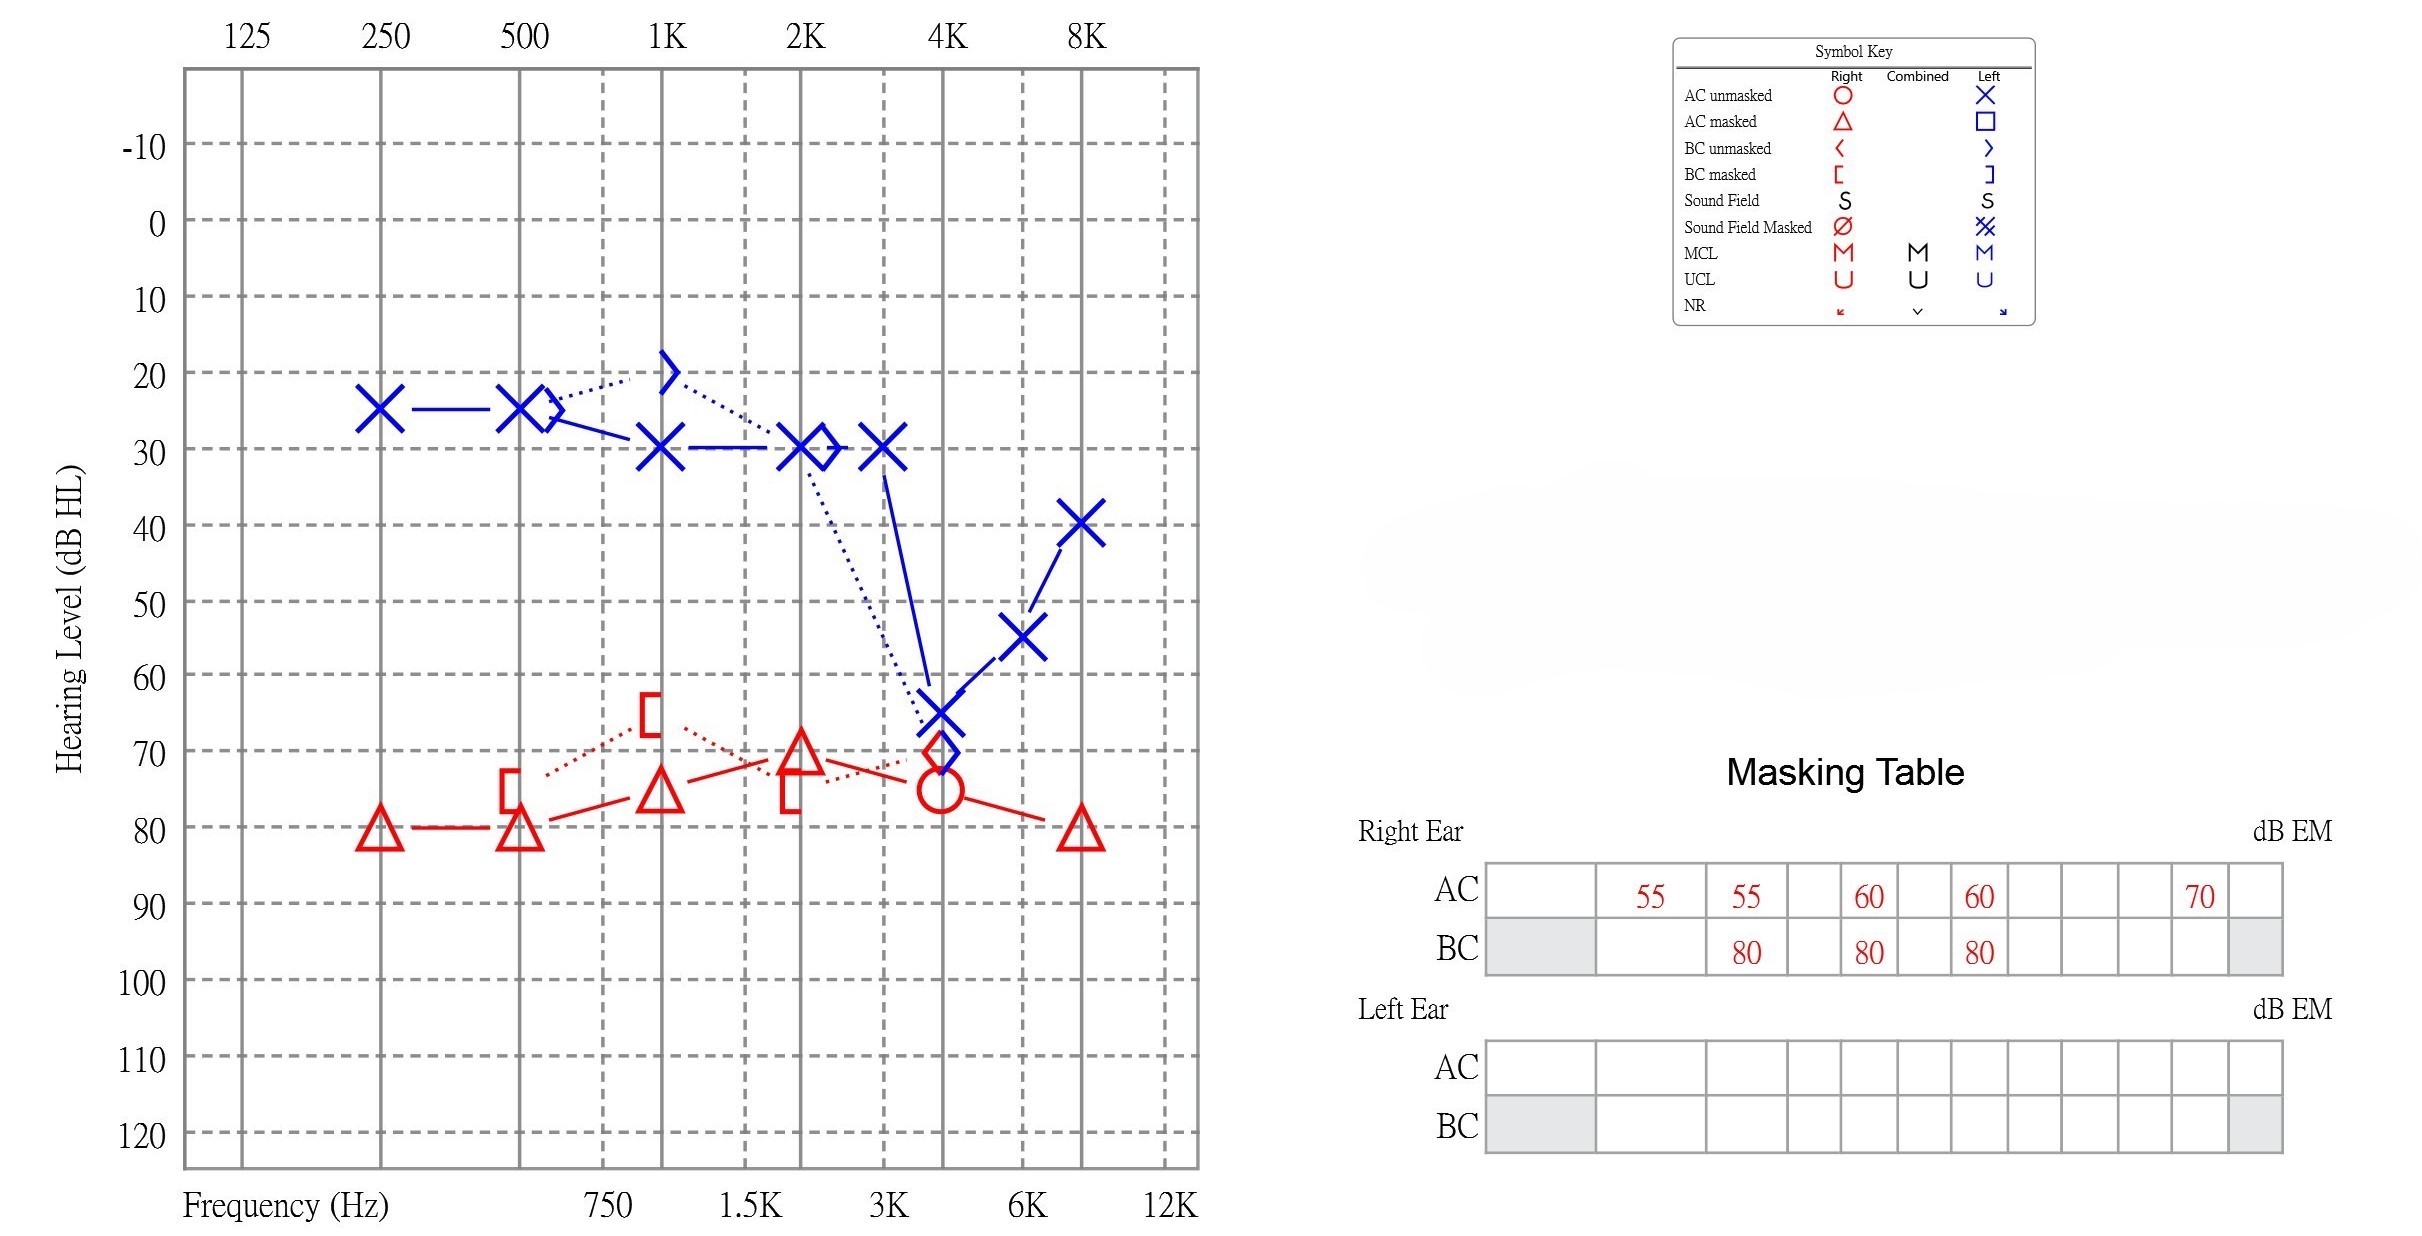 125 250 500 1K 2K 4K 8K
-10
0
10
20
30
40
50
60
70
80
90
100
110
120
Hearing Level (dB HL)
Frequency (Hz) 750 1.5K 3K 6K 12K
Symbol Key
Right Combined Left
AC unmasked
AC masked
BC unmasked
BC masked
Sound Field S S
Sound Field Masked
MCL M M M
UCL U U U
NR
Masking Table
Right Ear dB EM
AC 55 55 60 60 70
BC 80 80 80
Left Ear dB EM
AC
BC